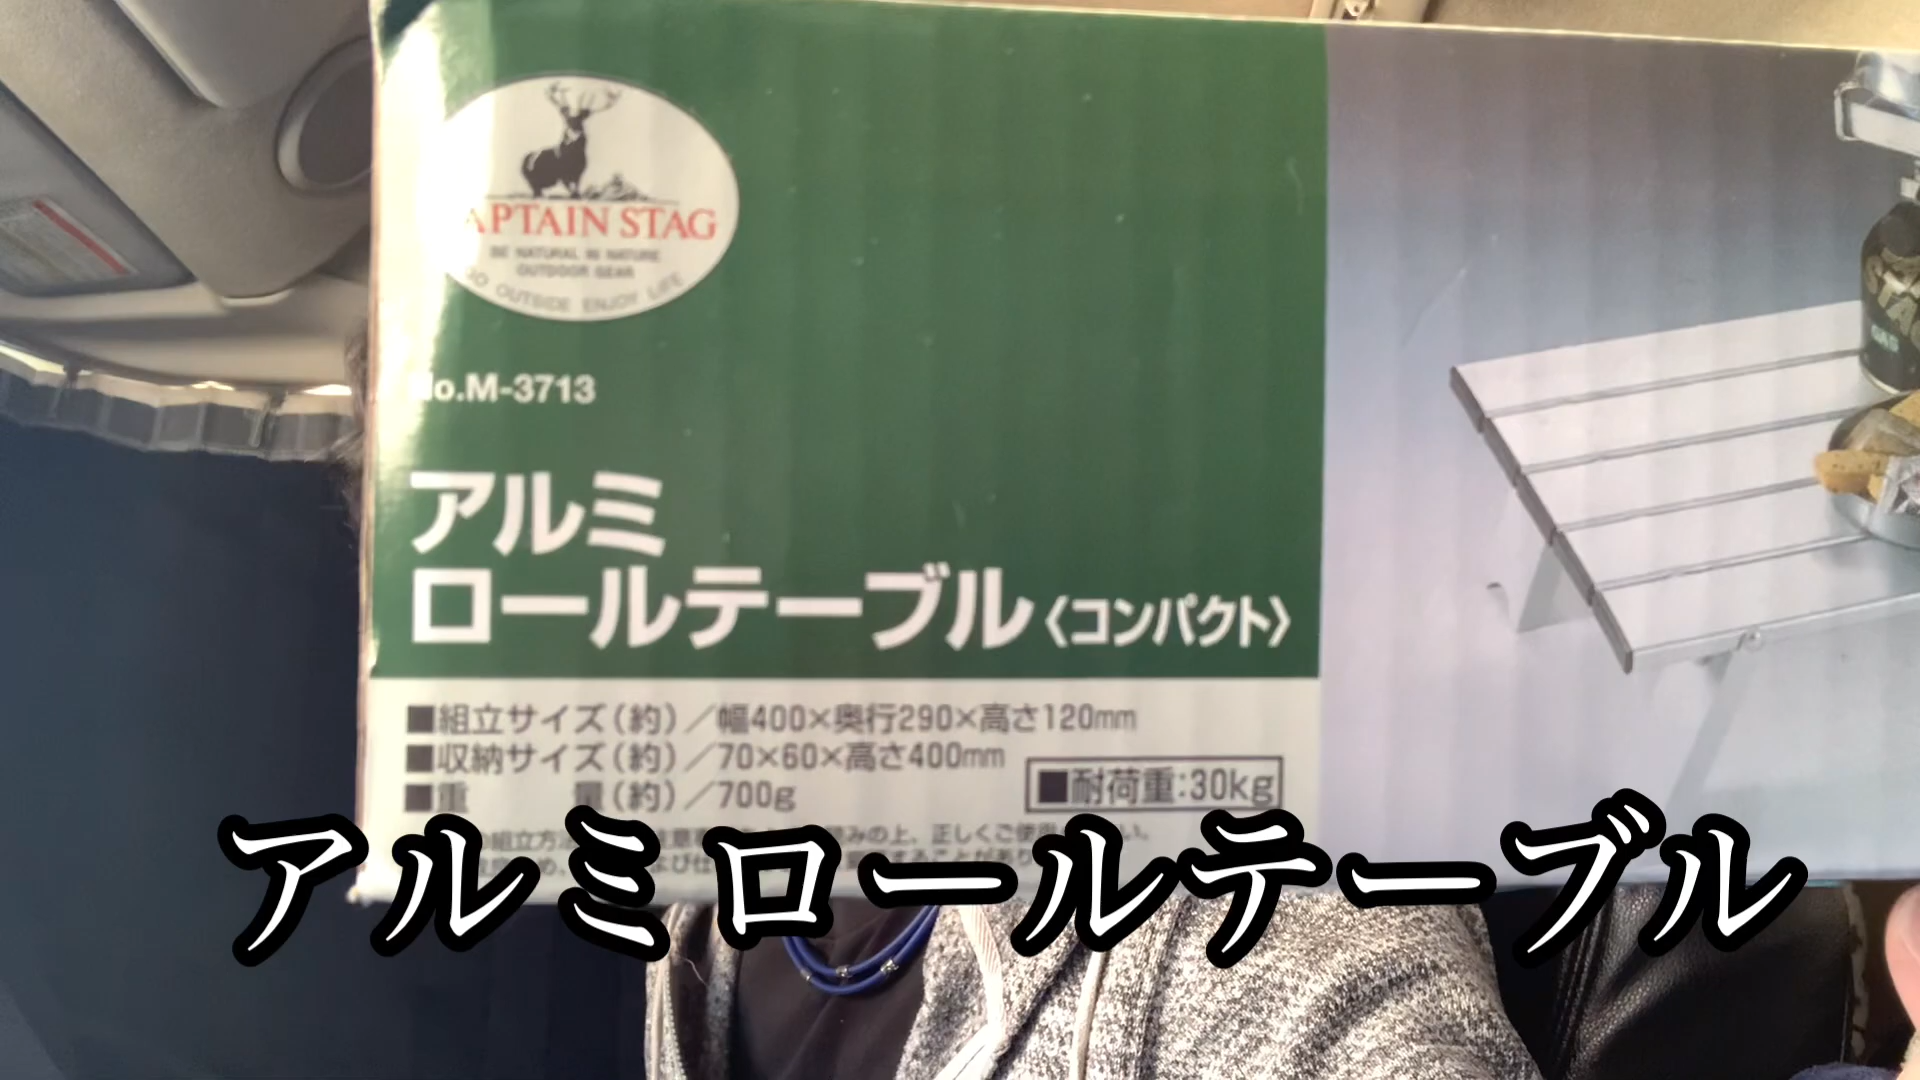 APTAIN STAG
BE NATURAL IN NATURE
OUTDOOR GEAR
GO OUTSIDE ENJOY LIFE
No.M-3713
アルミ
ロールテーブル〈コンパクト〉
■組立サイズ(約)／幅400×奥行290×高さ120mm
■収納サイズ(約)／70×60×高さ400mm
■重量(約)／700g
■耐荷重:30kg
アルミロールテーブル